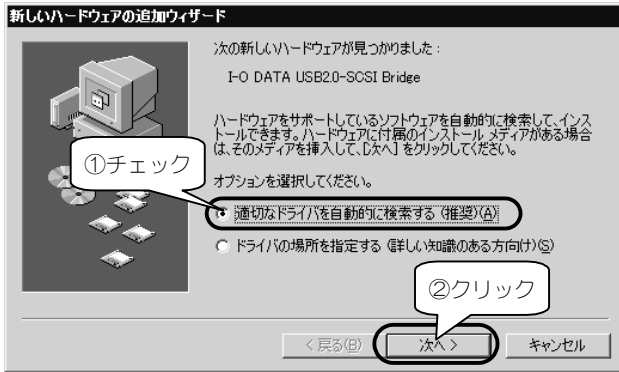 新しいハードウェアの追加ウィザード
次の新しいハードウェアが見つかりました :
I-O DATA USB2.0-SCSI Bridge
ハードウェアをサポートしているソフトウェアを自動的に検索して、インス
トールできます。ハードウェアに付属のインストール メディアがある場合
は、そのメディアを挿入して、[次へ] をクリックしてください。
①チェック
オプションを選択してください。
適切なドライバを自動的に検索する (推奨)(A)
ドライバの場所を指定する (詳しい知識のある方向け)(S)
②クリック
< 戻る(B)
次へ >
キャンセル